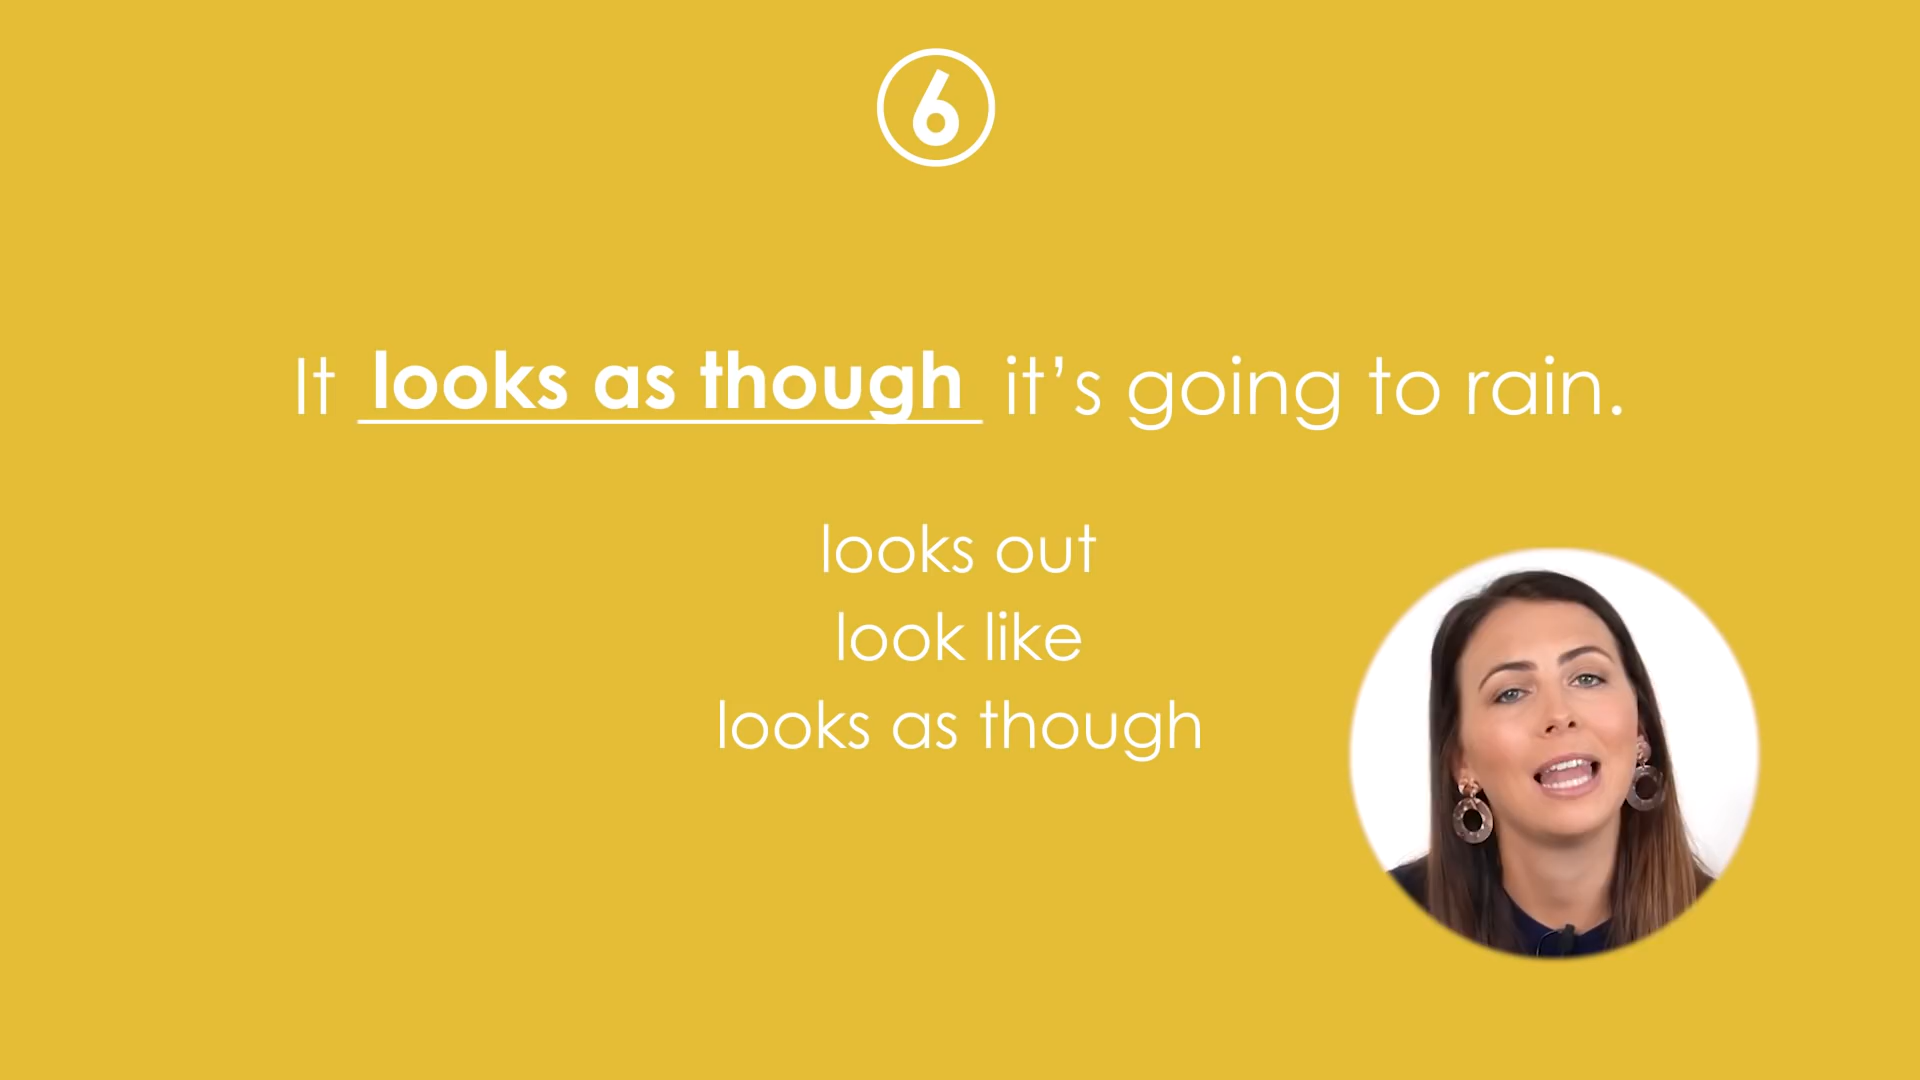 6
It looks as though it's going to rain.
looks out
look like
looks as though